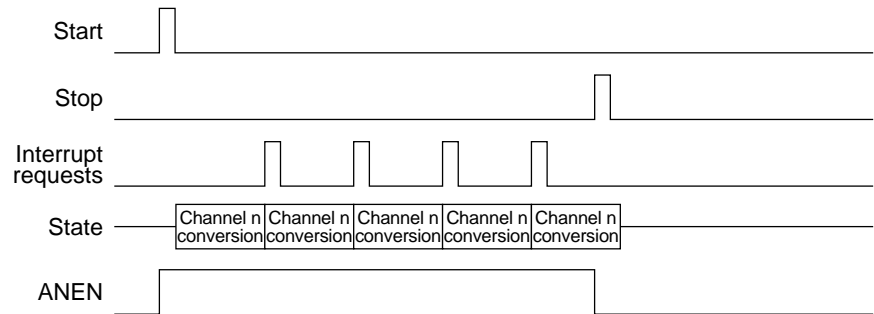 Start
Stop
Interrupt
requests
State
Channel n Channel n Channel n Channel n Channel n
conversion conversion conversion conversion conversion
ANEN